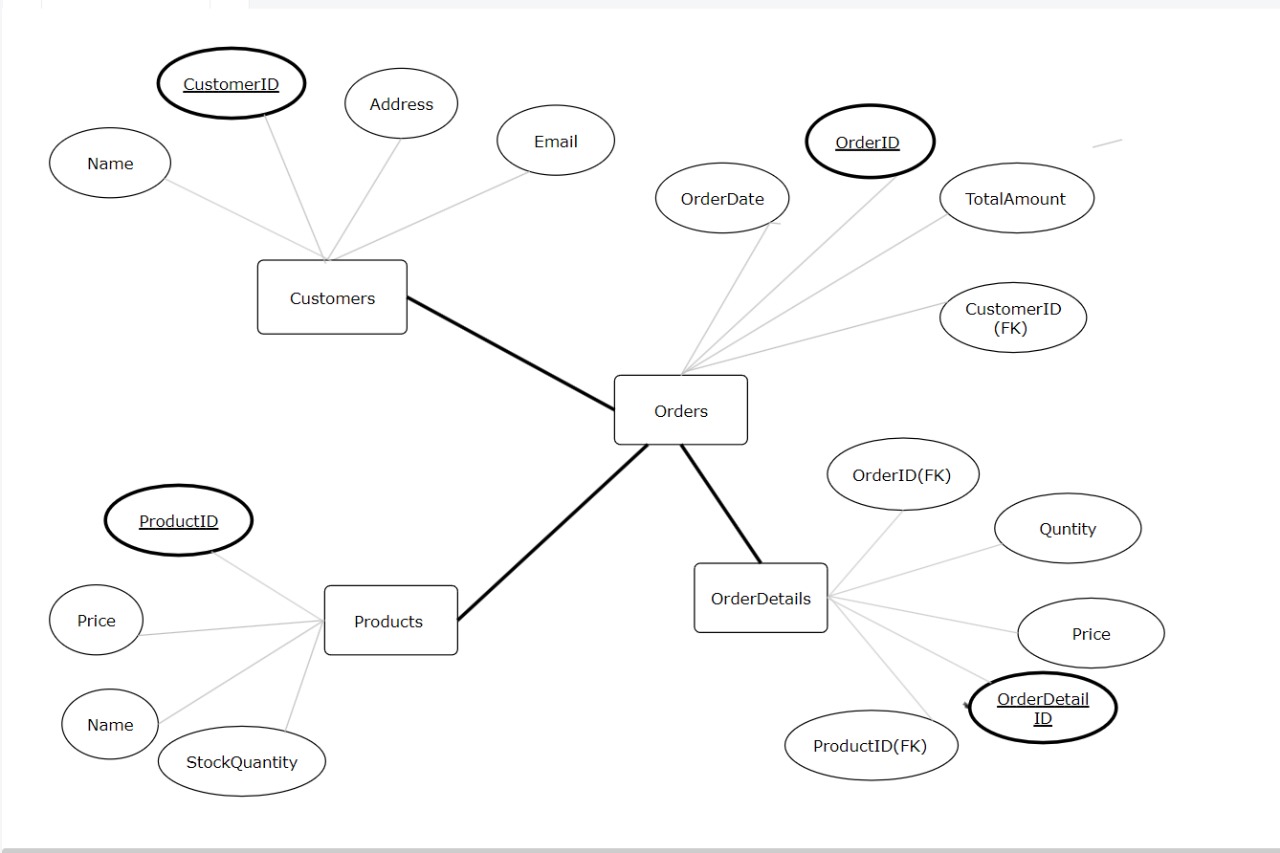 CustomerID
Address
Email
Name
Customers
OrderID
OrderDate
TotalAmount
CustomerID
(FK)
Orders
ProductID
Price
Products
Name
StockQuantity
OrderID(FK)
Quntity
OrderDetails
Price
OrderDetail
ID
ProductID(FK)